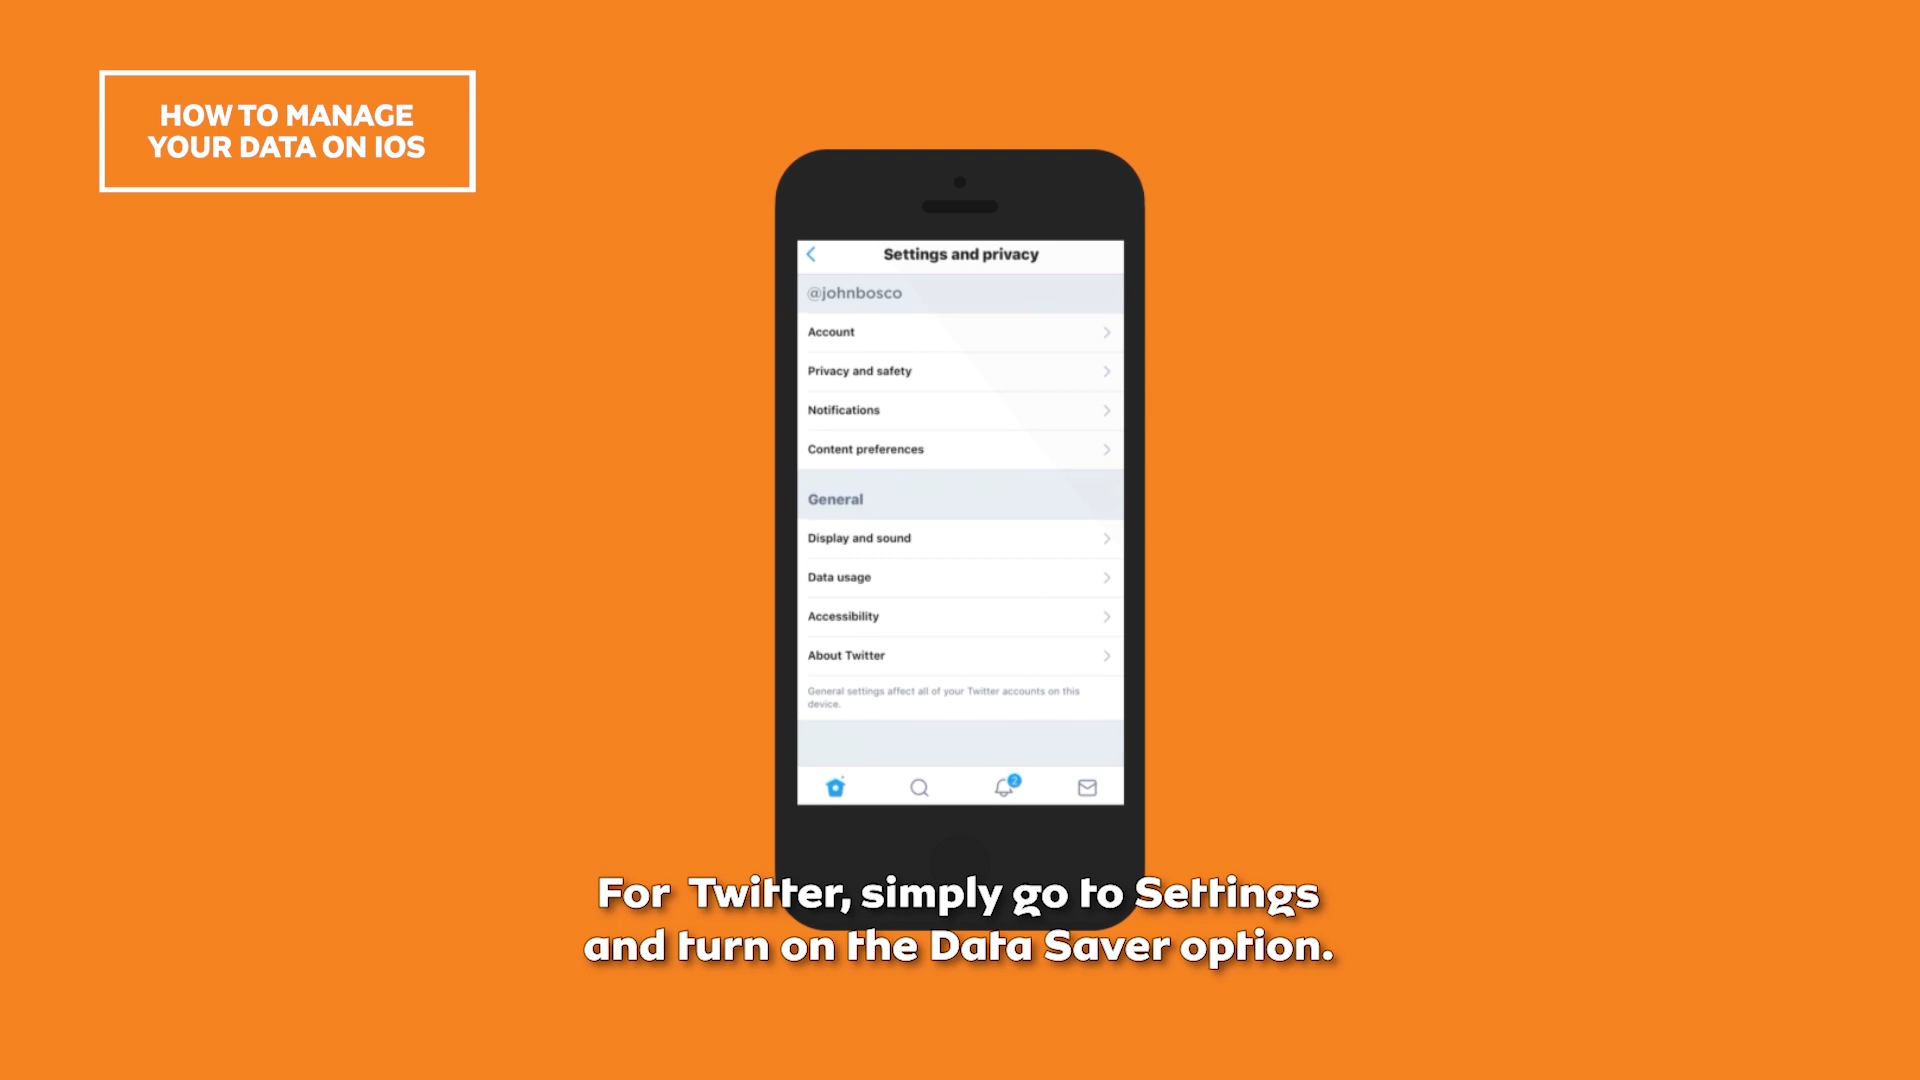 HOW TO MANAGE
YOUR DATA ON IOS
Settings and privacy
@johnbosco
Account
Privacy and safety
Notifications
Content preferences
General
Display and sound
Data usage
Accessibility
About Twitter
General settings affect all of your Twitter accounts on this
device.
2
For Twitter, simply go to Settings
and turn on the Data Saver option.